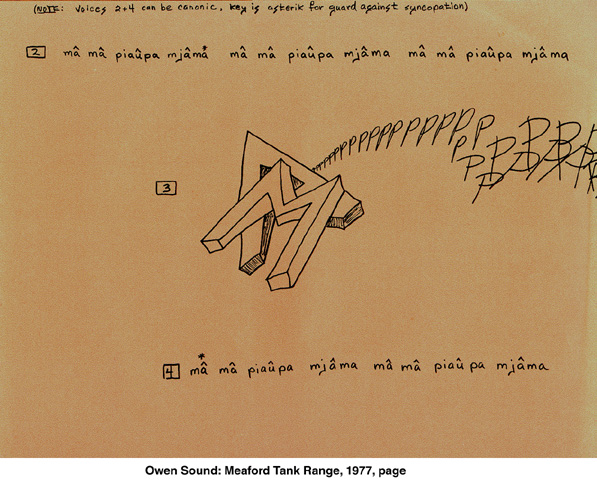 (NOTE: Voices 2+4 can be canonic, key is asterik for guard against syncopation)
2 mâ mâ piaûpa mjâmâ* mâ mâ piaûpa mjâma mâ mâ piaûpa mjâma
PPPPPPPPPPPPPP
3 M
4 mâ* mâ piaûpa mjâma mâ mâ piaûpa mjâma
Owen Sound: Meaford Tank Range, 1977, page